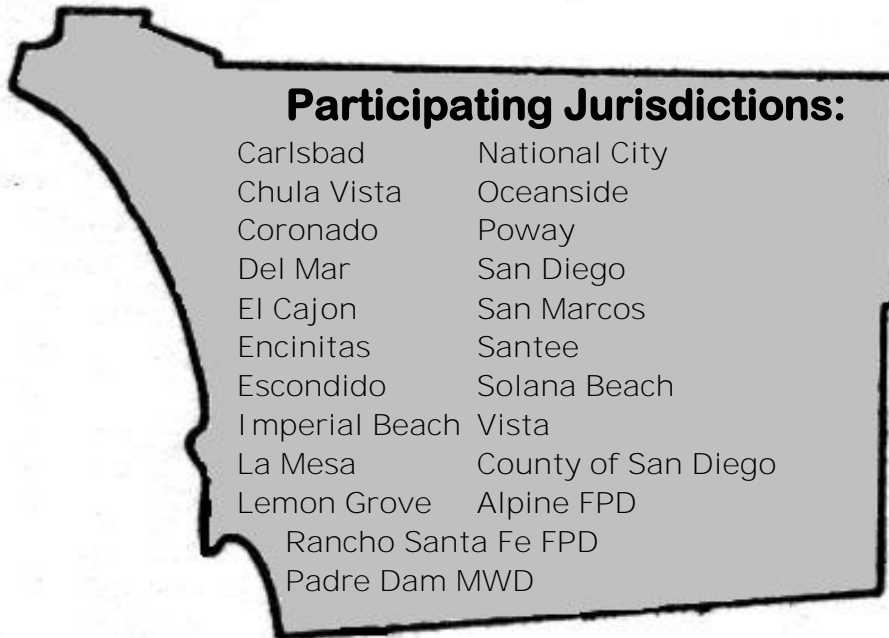 Participating Jurisdictions:
Carlsbad National City
Chula Vista Oceanside
Coronado Poway
Del Mar San Diego
El Cajon San Marcos
Encinitas Santee
Escondido Solana Beach
Imperial Beach Vista
La Mesa County of San Diego
Lemon Grove Alpine FPD
Rancho Santa Fe FPD
Padre Dam MWD